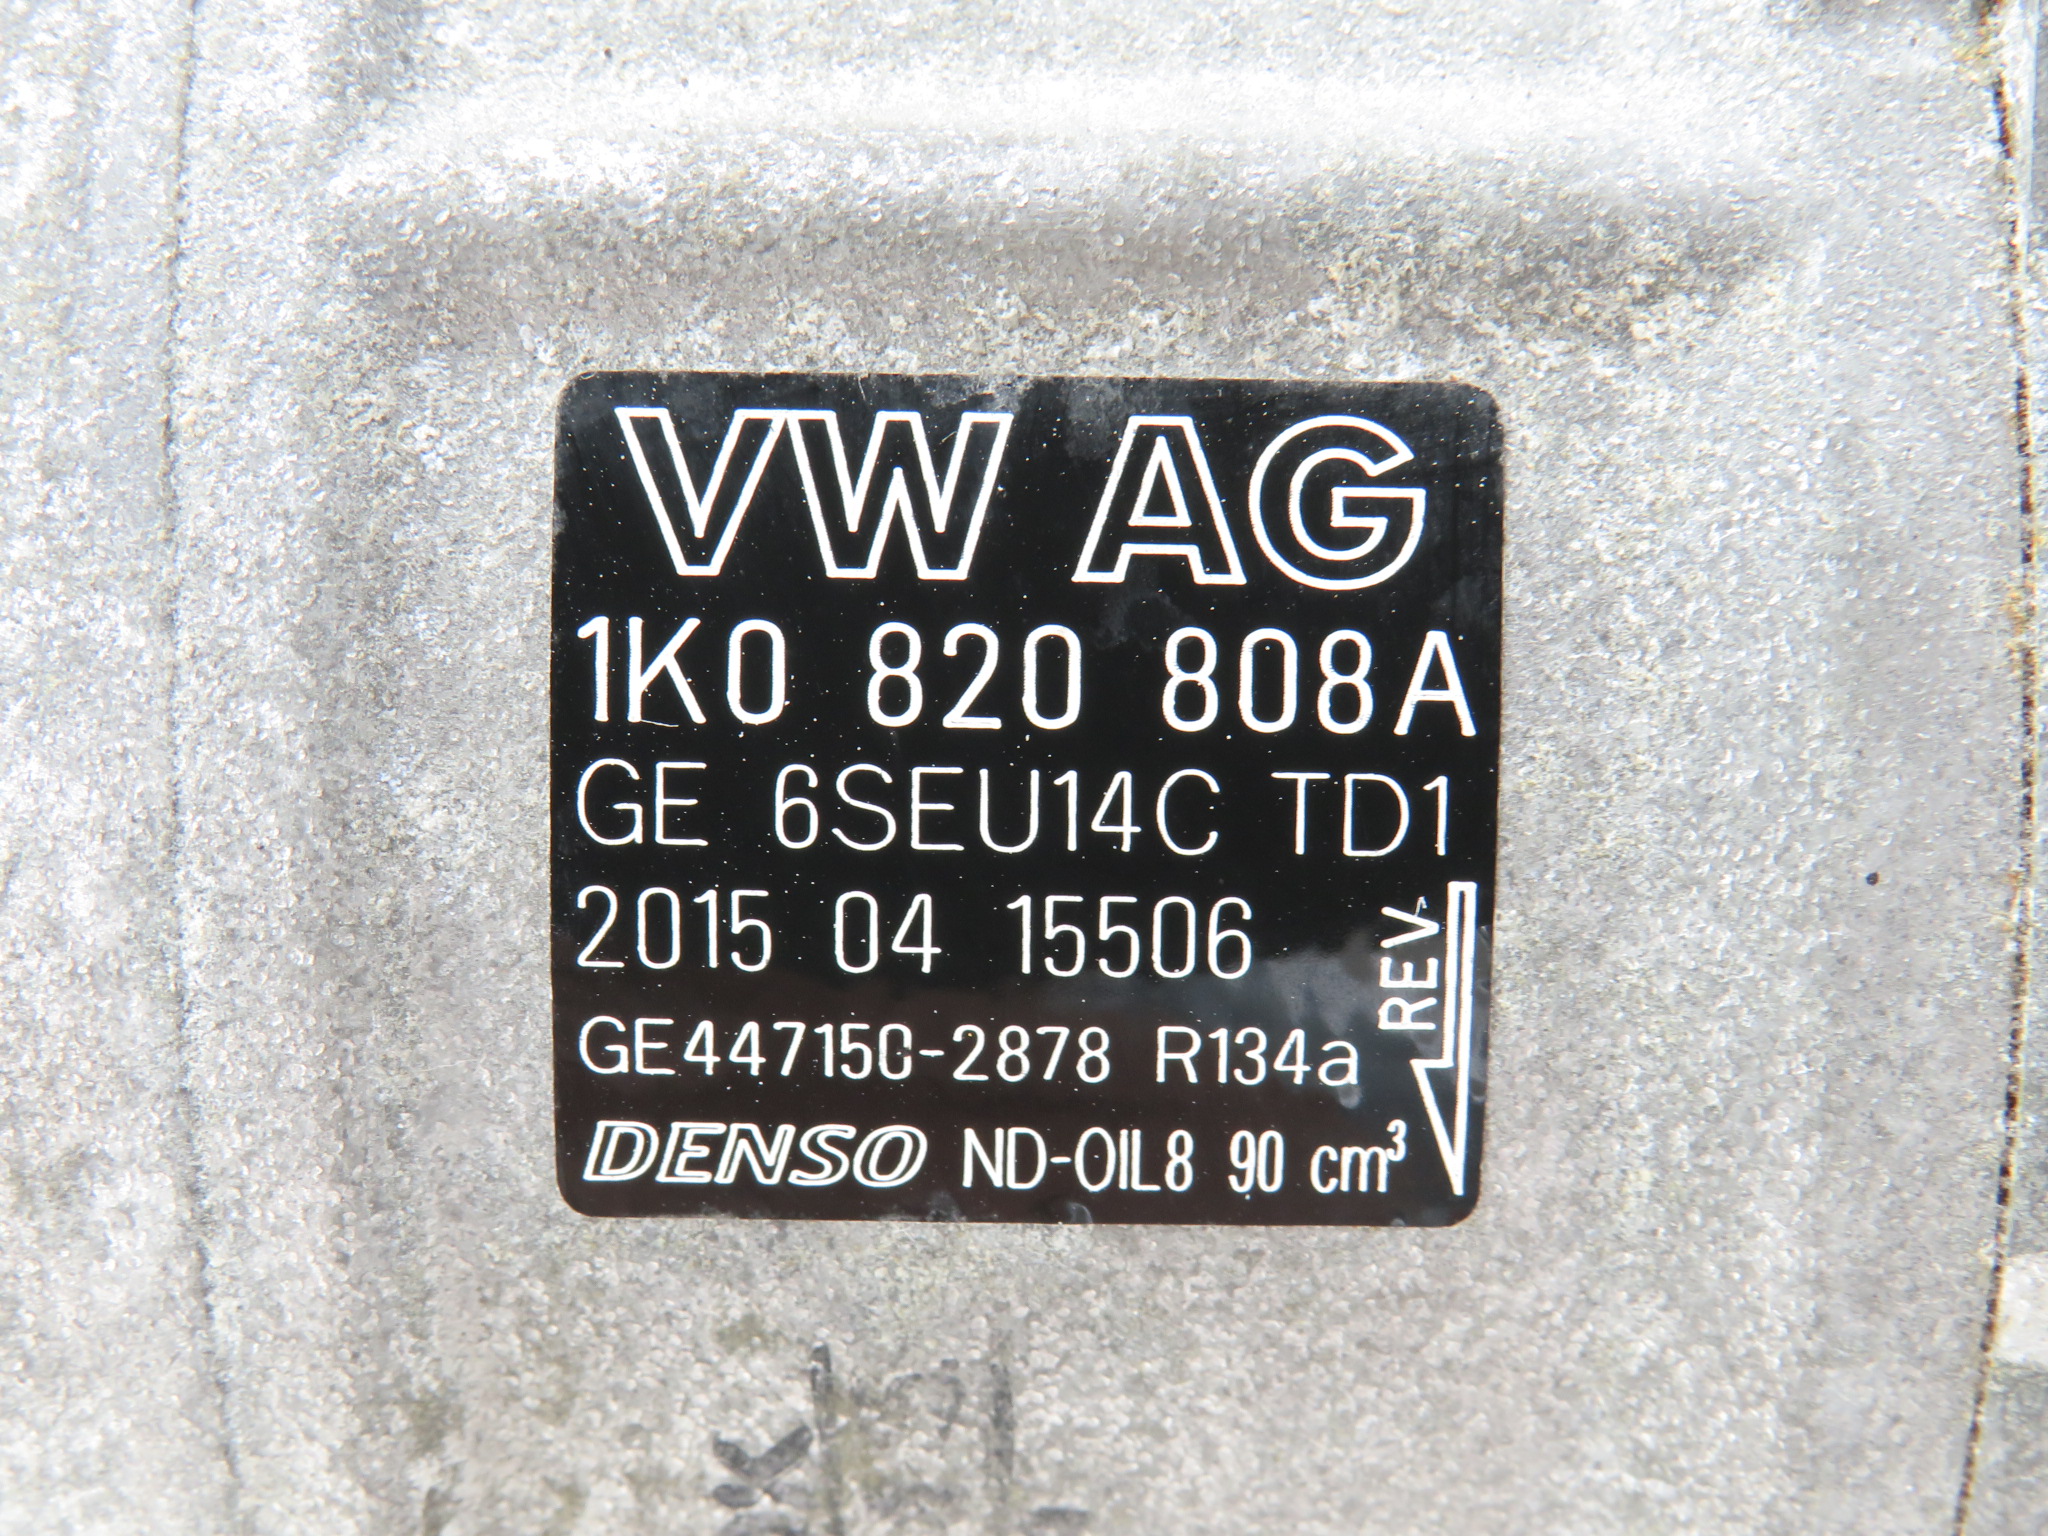 VW AG
1K0 820 808A
GE 6SEU14C TD1
2015 04 15506
REV
GE447150-2878 R134a
DENSO ND-OIL8 90 cm³